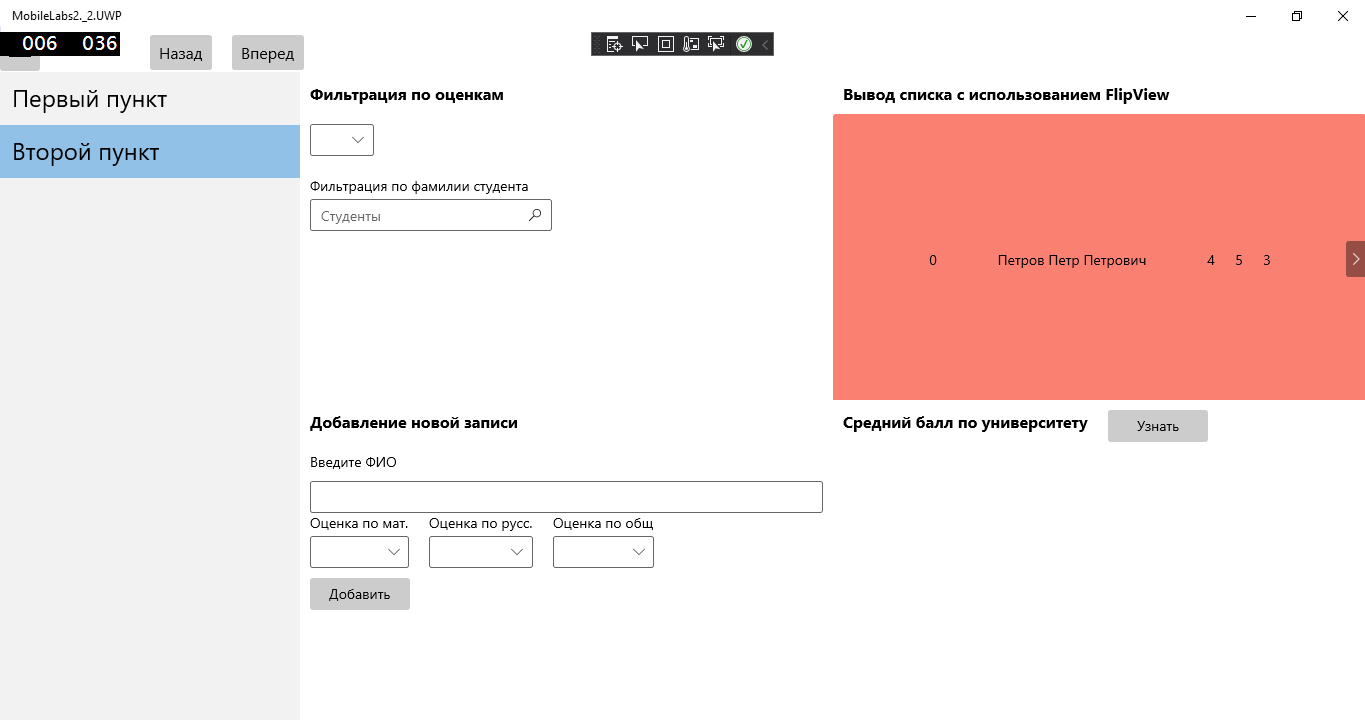 MobileLabs2._2.UWP
006 036
Назад Вперед
Первый пункт
Второй пункт
Фильтрация по оценкам
Фильтрация по фамилии студента
Студенты
Вывод списка с использованием FlipView
0 Петров Петр Петрович 4 5 3
Добавление новой записи
Введите ФИО
Оценка по мат. Оценка по русс. Оценка по общ
Добавить
Средний балл по университету Узнать